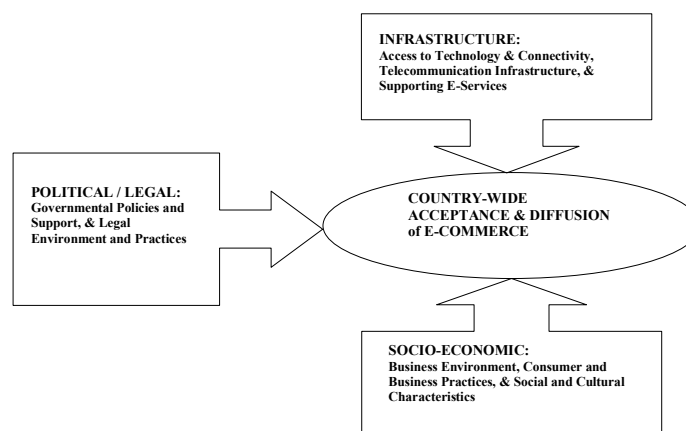 INFRASTRUCTURE:
Access to Technology & Connectivity,
Telecommunication Infrastructure, &
Supporting E-Services
POLITICAL / LEGAL:
Governmental Policies and
Support, & Legal
Environment and Practices
COUNTRY-WIDE
ACCEPTANCE & DIFFUSION
of E-COMMERCE
SOCIO-ECONOMIC:
Business Environment, Consumer and
Business Practices, & Social and Cultural
Characteristics